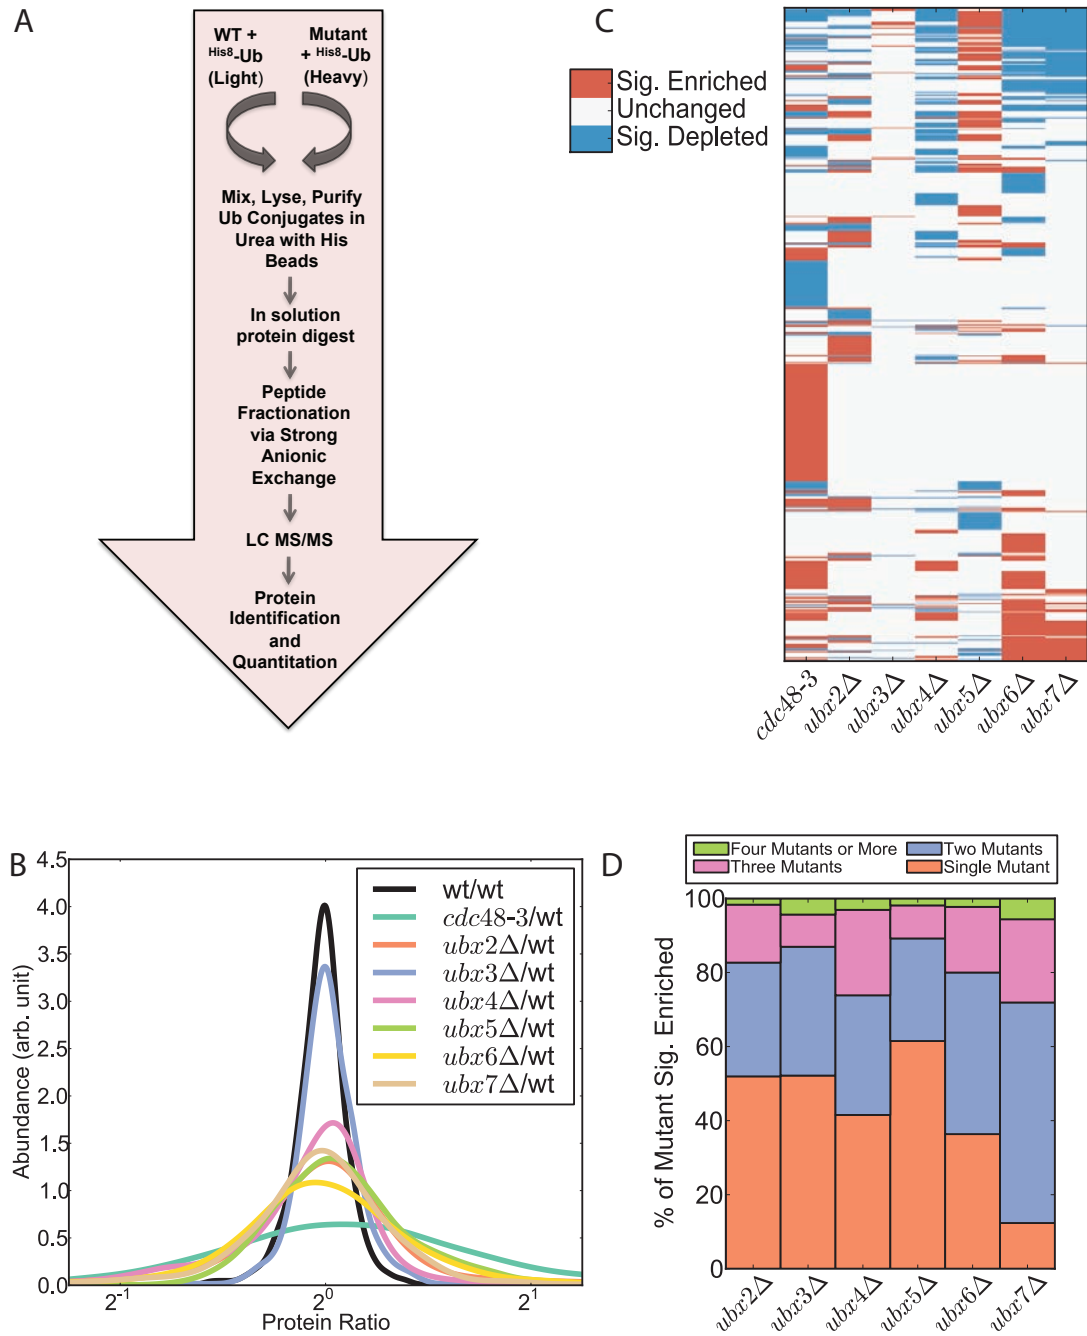 A
WT +
His8-Ub
(Light)
Mutant
+ His8-Ub
(Heavy)
Mix, Lyse, Purify
Ub Conjugates in
Urea with His
Beads
In solution
protein digest
Peptide
Fractionation
via Strong
Anionic
Exchange
LC MS/MS
Protein
Identification
and
Quantitation
C
Sig. Enriched
Unchanged
Sig. Depleted
cdc48-3
ubx2Δ
ubx3Δ
ubx4Δ
ubx5Δ
ubx6Δ
ubx7Δ
B
Abundance (arb. unit)
4.5
4.0
3.5
3.0
2.5
2.0
1.5
1.0
0.5
0.0
wt/wt
cdc48-3/wt
ubx2Δ/wt
ubx3Δ/wt
ubx4Δ/wt
ubx5Δ/wt
ubx6Δ/wt
ubx7Δ/wt
2-1
20
21
Protein Ratio
D
Four Mutants or More
Two Mutants
Three Mutants
Single Mutant
% of Mutant Sig. Enriched
100
80
60
40
20
0
ubx2Δ
ubx3Δ
ubx4Δ
ubx5Δ
ubx6Δ
ubx7Δ